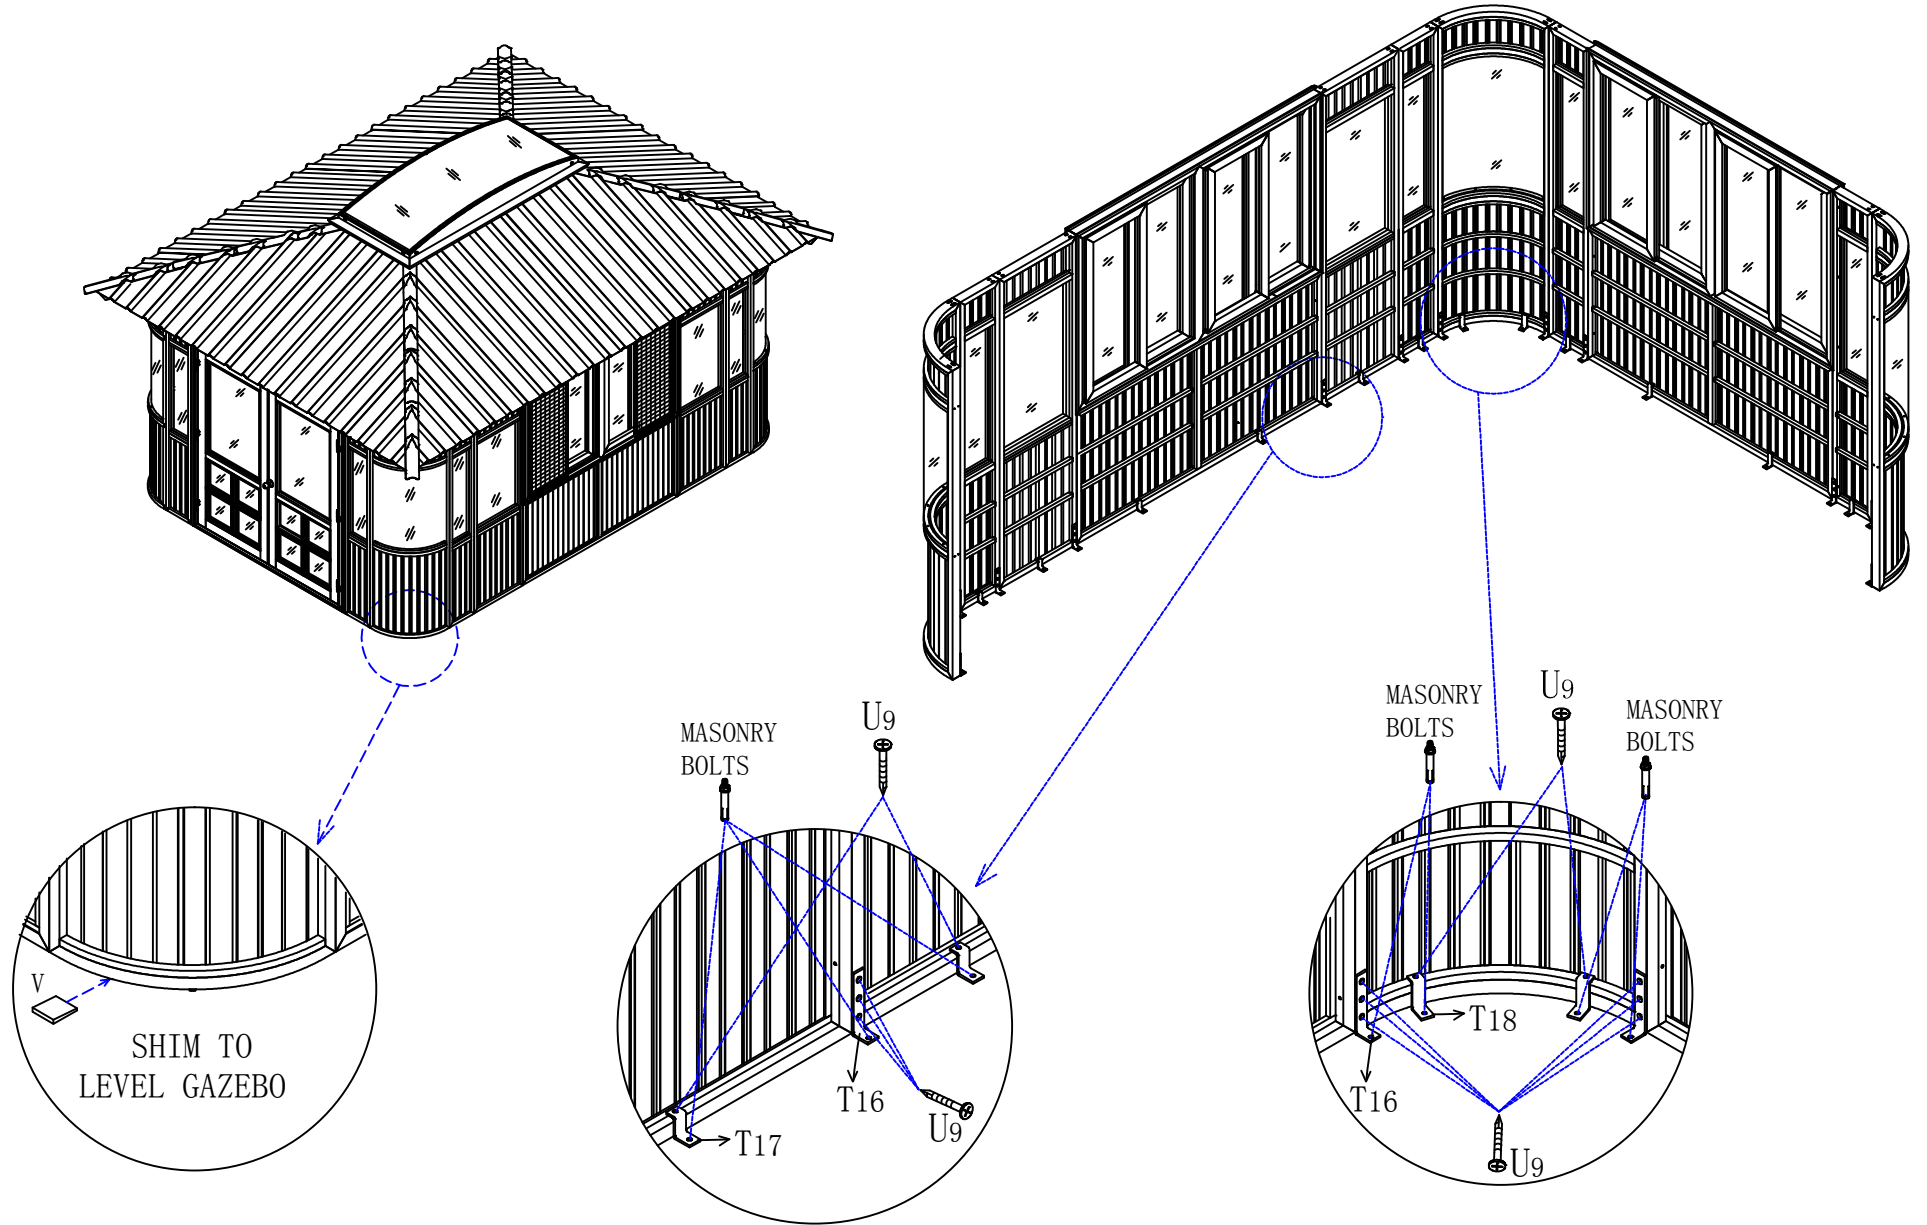 V
SHIM TO
LEVEL GAZEBO
MASONRY
BOLTS
U9
T16
U9
T17
MASONRY
BOLTS
U9
MASONRY
BOLTS
T18
T16
U9